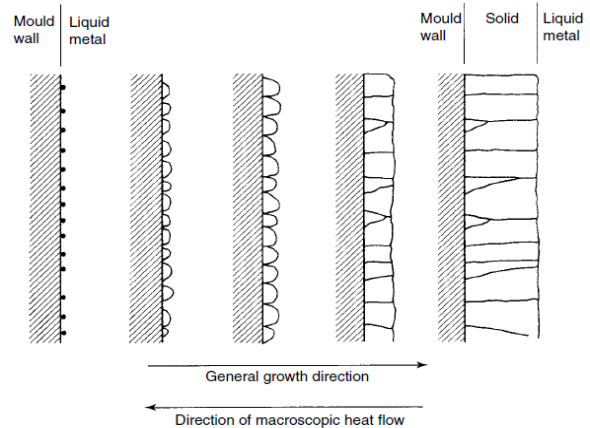 Mould wall
Liquid metal
Mould wall
Solid
Liquid metal
General growth direction
Direction of macroscopic heat flow